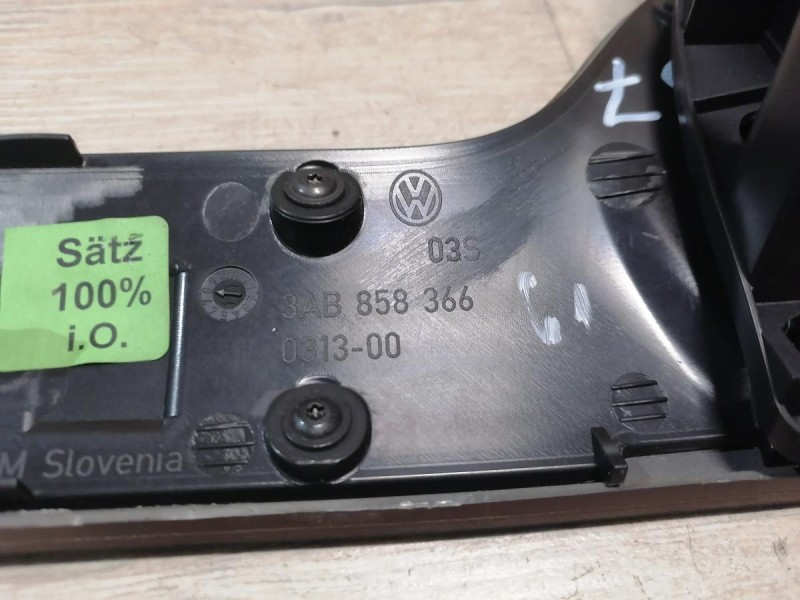 03S
Sätz
100%
i.O.
3AB 858 366
0313-00
M Slovenia